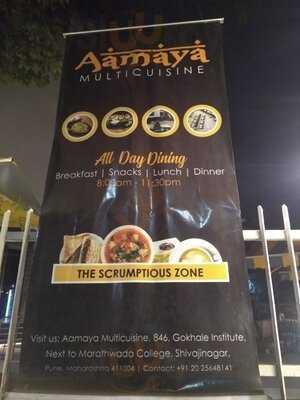 Aamaya
MULTICUISINE
All Day Dining
Breakfast | Snacks | Lunch | Dinner
8:00am - 11:30pm
THE SCRUMPTIOUS ZONE
Visit us: Aamaya Multicuisine, 846, Gokhale Institute,
Next to Marathwada College, Shivajinagar,
Pune, Maharashtra 411004 | Contact: +91 20 25648141